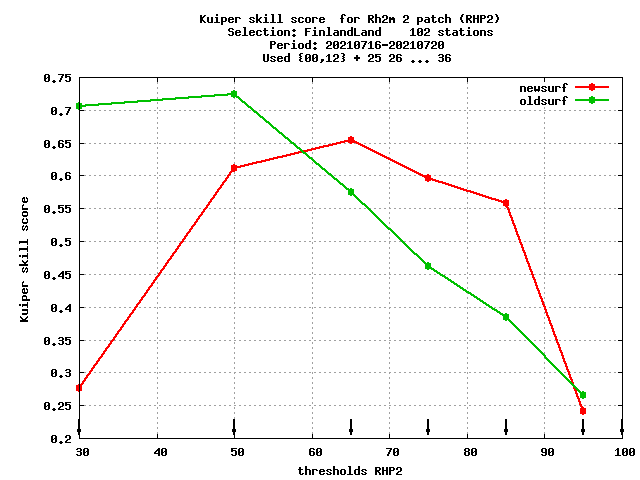 Kuiper skill score  for Rh2m 2 patch (RHP2)
Selection: FinlandLand    102 stations
Period: 20210716-20210720
Used {00,12} + 25 26 ... 36
newsurf
oldsurf
0.75
0.7
0.65
0.6
0.55
0.5
0.45
0.4
0.35
0.3
0.25
0.2
Kuiper skill score
30 40 50 60 70 80 90 100
thresholds RHP2